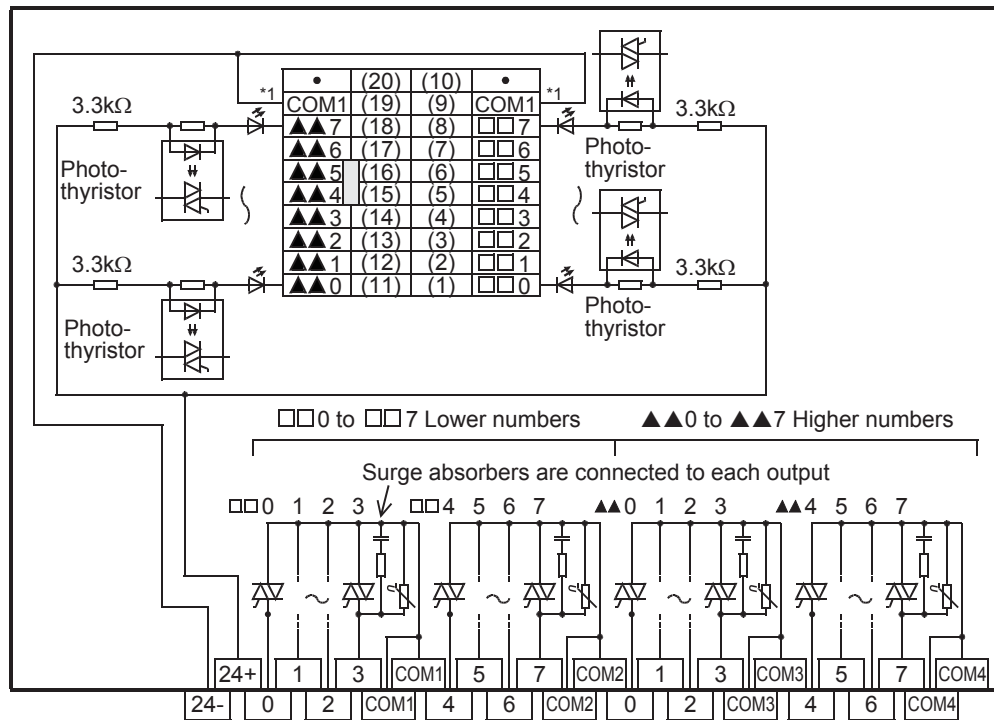 • (20) (10) •
*1 COM1 (19) (9) COM1 *1
3.3kΩ ▲▲7 (18) (8) □□7
▲▲6 (17) (7) □□6
Photo-thyristor ▲▲5 (16) (6) □□5 Photo-thyristor
▲▲4 (15) (5) □□4
▲▲3 (14) (4) □□3
▲▲2 (13) (3) □□2
3.3kΩ ▲▲1 (12) (2) □□1 3.3kΩ
▲▲0 (11) (1) □□0
Photo-thyristor Photo-thyristor
3.3kΩ
□□0 to □□7 Lower numbers ▲▲0 to ▲▲7 Higher numbers
Surge absorbers are connected to each output
□□0 1 2 3 □□4 5 6 7 ▲▲0 1 2 3 ▲▲4 5 6 7
24+ 1 3 COM1 5 7 COM2 1 3 COM3 5 7 COM4
24- 0 2 COM1 4 6 COM2 0 2 COM3 4 6 COM4